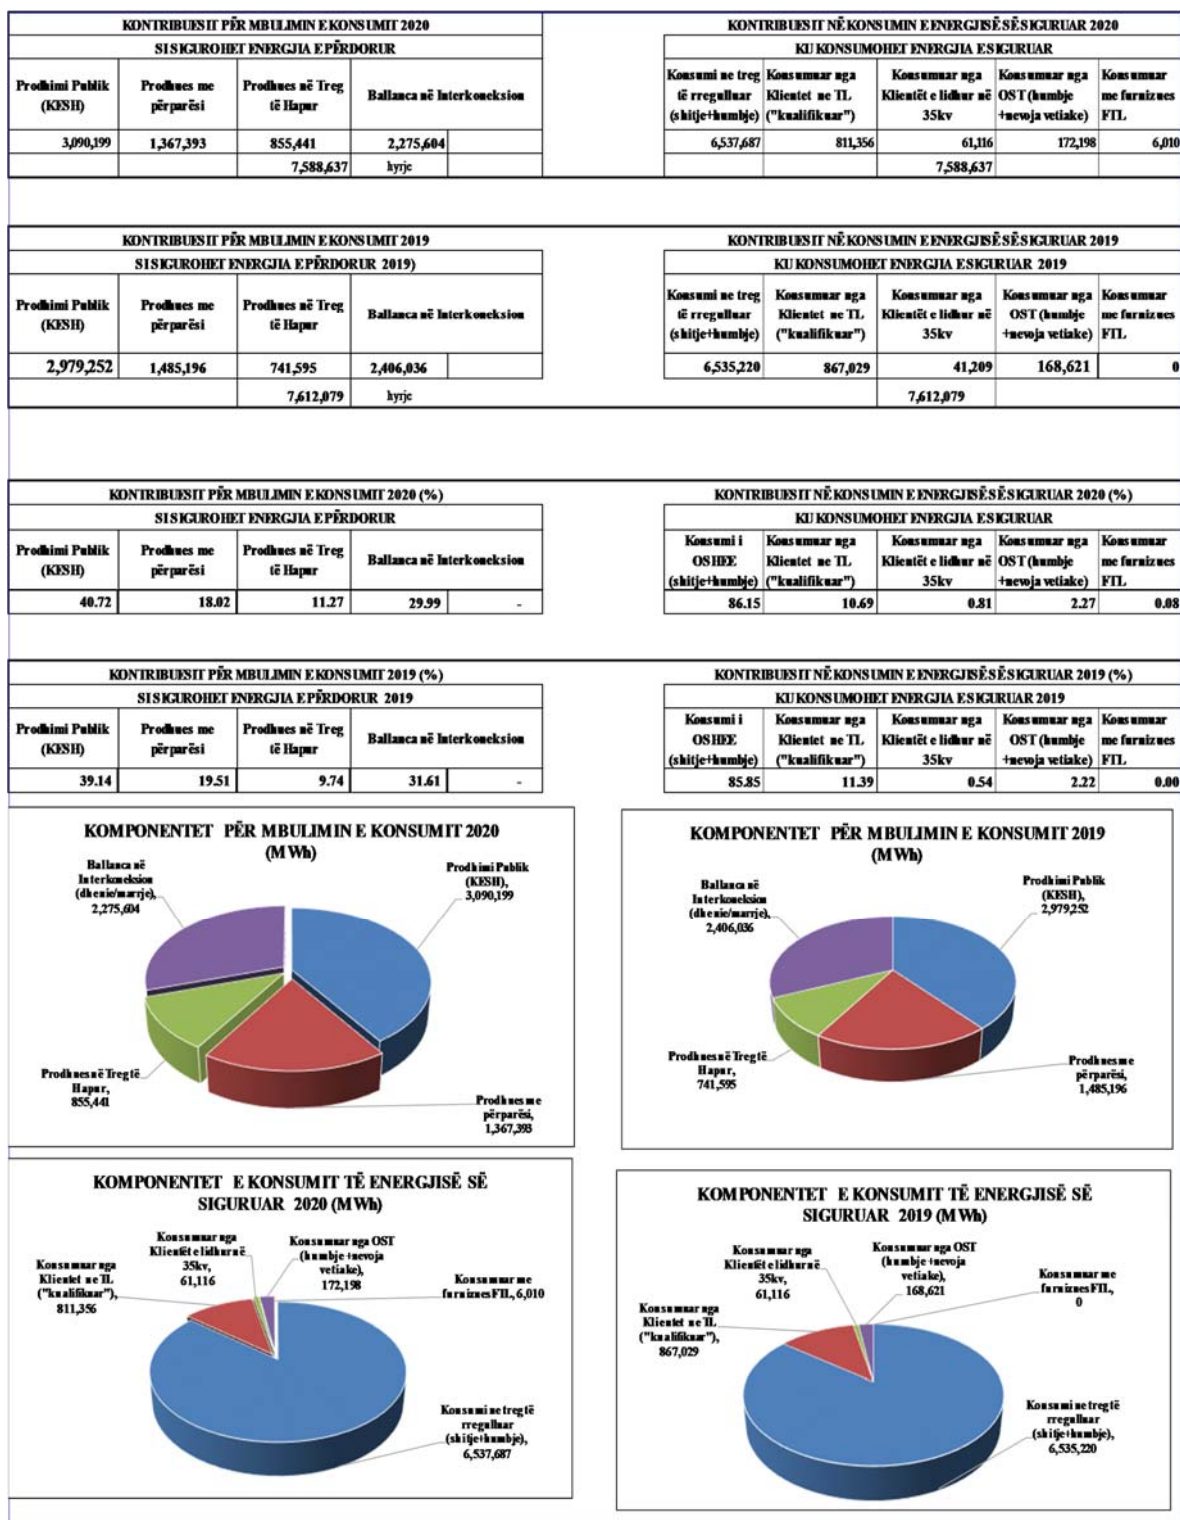 KONTRIBUESIT PËR MBULIMIN E KONSUMIT 2020
SI SIGUROHET ENERGJIA E PËRDORUR
Prodhimi Publik (KESH)
Prodhues me përparësi
Prodhues në Treg të Hapur
Ballanca në Interkoneksion
3,090,199 1,367,393 855,441 2,275,604
7,588,637 hyrje
KONTRIBUESIT NË KONSUMIN E ENERGJISË SË SIGURUAR 2020
KU KONSUMOHET ENERGJIA E SIGURUAR
Konsumi ne treg të rregulluar (shitje+humbje)
Konsumuar nga Klientet ne TL ("kualifikuar")
Konsumuar nga Klientët e lidhur në 35kv
Konsumuar nga OST (humbje +nevoja vetiake)
Konsumuar me furnizues FTL
6,537,687 811,356 61,116 172,198 6,010
7,588,637
KONTRIBUESIT PËR MBULIMIN E KONSUMIT 2019
SI SIGUROHET ENERGJIA E PËRDORUR 2019)
Prodhimi Publik (KESH)
Prodhues me përparësi
Prodhues në Treg të Hapur
Ballanca në Interkoneksion
2,979,252 1,485,196 741,595 2,406,036
7,612,079 hyrje
KONTRIBUESIT NË KONSUMIN E ENERGJISË SË SIGURUAR 2019
KU KONSUMOHET ENERGJIA E SIGURUAR 2019
Konsumi ne treg të rregulluar (shitje+humbje)
Konsumuar nga Klientet ne TL ("kualifikuar")
Konsumuar nga Klientët e lidhur në 35kv
Konsumuar nga OST (humbje +nevoja vetiake)
Konsumuar me furnizues FTL
6,535,220 867,029 41,209 168,621 0
7,612,079
KONTRIBUESIT PËR MBULIMIN E KONSUMIT 2020 (%)
SI SIGUROHET ENERGJIA E PËRDORUR
Prodhimi Publik (KESH)
Prodhues me përparësi
Prodhues në Treg të Hapur
Ballanca në Interkoneksion
40.72 18.02 11.27 29.99 -
KONTRIBUESIT NË KONSUMIN E ENERGJISË SË SIGURUAR 2020 (%)
KU KONSUMOHET ENERGJIA E SIGURUAR
Konsumi i OSHEE (shitje+humbje)
Konsumuar nga Klientet ne TL ("kualifikuar")
Konsumuar nga Klientët e lidhur në 35kv
Konsumuar nga OST (humbje +nevoja vetiake)
Konsumuar me furnizues FTL
86.15 10.69 0.81 2.27 0.08
KONTRIBUESIT PËR MBULIMIN E KONSUMIT 2019 (%)
SI SIGUROHET ENERGJIA E PËRDORUR 2019
Prodhimi Publik (KESH)
Prodhues me përparësi
Prodhues në Treg të Hapur
Ballanca në Interkoneksion
39.14 19.51 9.74 31.61 -
KONTRIBUESIT NË KONSUMIN E ENERGJISË SË SIGURUAR 2019 (%)
KU KONSUMOHET ENERGJIA E SIGURUAR 2019
Konsumi i OSHEE (shitje+humbje)
Konsumuar nga Klientet ne TL ("kualifikuar")
Konsumuar nga Klientët e lidhur në 35kv
Konsumuar nga OST (humbje +nevoja vetiake)
Konsumuar me furnizues FTL
85.85 11.39 0.54 2.22 0.00
KOMPONENTET PËR MBULIMIN E KONSUMIT 2020
(MWh)
Ballanca në
Interkoneksion
(dhenie/marrje),
2,275,604
Prodhimi Publik
(KESH),
3,090,199
Prodhues në Treg të
Hapur,
855,441
Prodhues me
përparësi,
1,367,393
KOMPONENTET PËR MBULIMIN E KONSUMIT 2019
(MWh)
Ballanca në
Interkoneksion
(dhenie/marrje),
2,406,036
Prodhimi Publik
(KESH),
2,979,252
Prodhues në Treg të
Hapur,
741,595
Prodhues me
përparësi,
1,485,196
KOMPONENTET E KONSUMIT TË ENERGJISË SË
SIGURUAR 2020 (MWh)
Konsumuar nga
Klientët e lidhur në
35kv,
61,116
Konsumuar nga OST
(humbje +nevoja
vetiake),
172,198
Konsumuar nga
Klientet ne TL
("kualifikuar"),
811,356
Konsumuar me
furnizues FTL, 6,010
Konsumi ne treg të
rregulluar
(shitje+humbje),
6,537,687
KOMPONENTET E KONSUMIT TË ENERGJISË SË
SIGURUAR 2019 (MWh)
Konsumuar nga
Klientët e lidhur në
35kv,
61,116
Konsumuar nga OST
(humbje +nevoja
vetiake),
168,621
Konsumuar me
furnizues FTL,
0
Konsumuar nga
Klientet ne TL
("kualifikuar"),
867,029
Konsumi ne treg të
rregulluar
(shitje+humbje),
6,535,220